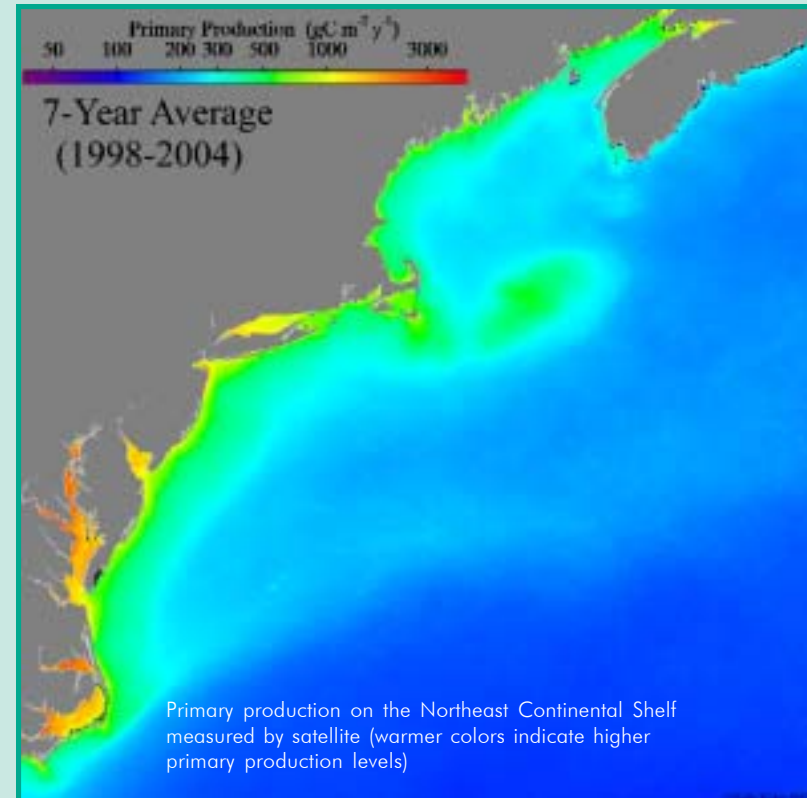 Primary Production (gC m⁻² y⁻¹)
50 100 200 300 500 1000 3000
7-Year Average
(1998-2004)
Primary production on the Northeast Continental Shelf
measured by satellite (warmer colors indicate higher
primary production levels)